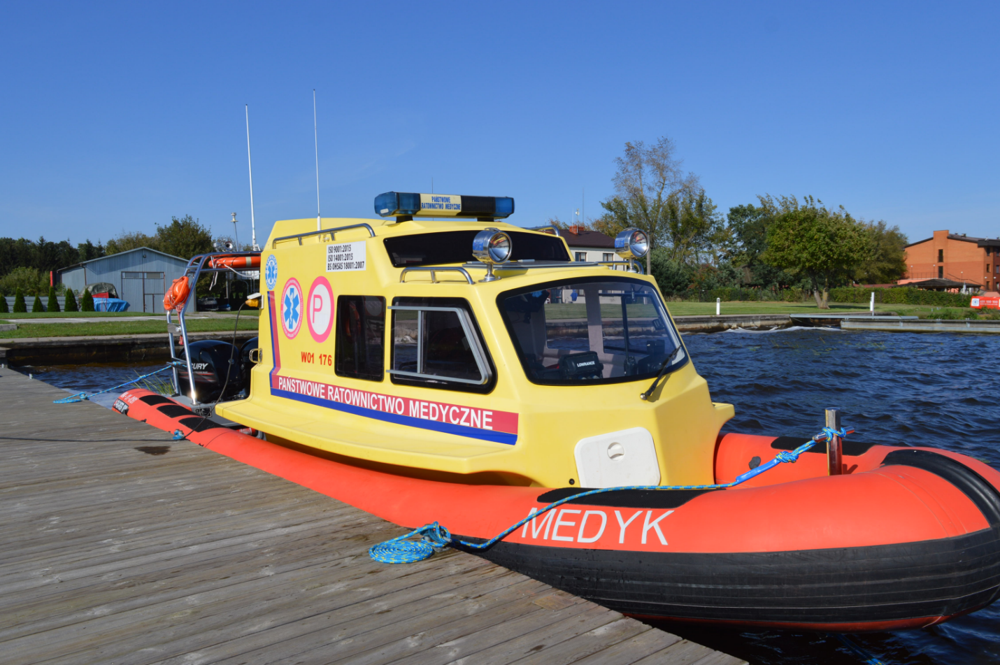 PAŃSTWOWE
RATOWNICTWO MEDYCZNE
ISO 9001:2015
ISO 14001:2015
BS OHSAS 18001:2007
P
W01 176
PAŃSTWOWE RATOWNICTWO MEDYCZNE
LOWRANCE
URY
MEDYK